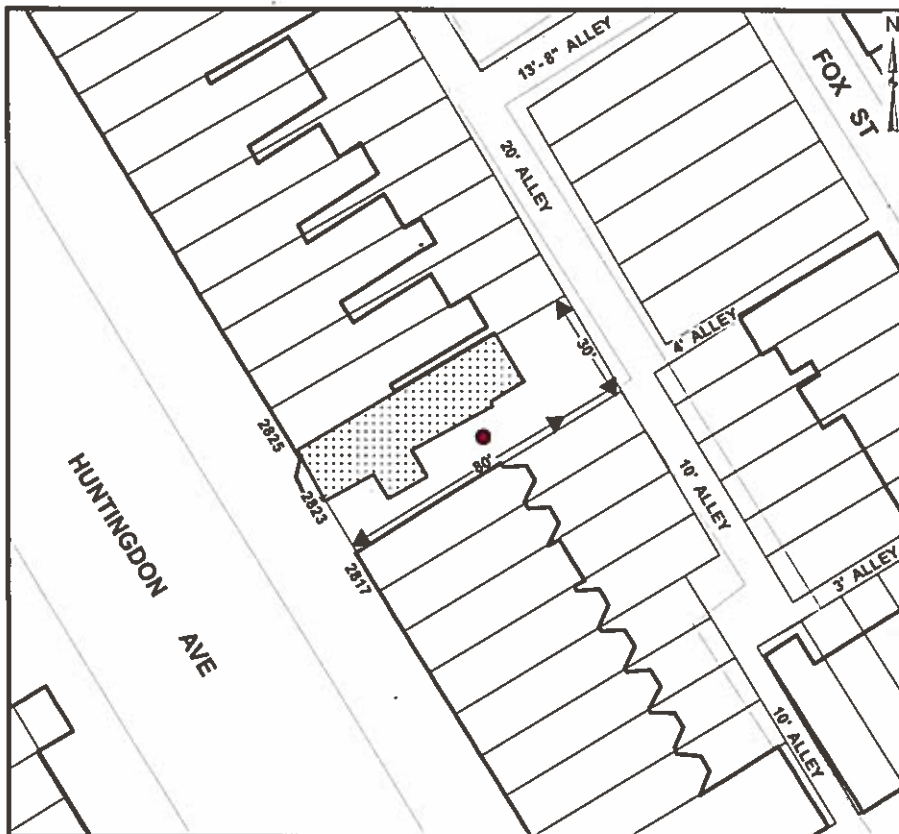 N
13'-8" ALLEY
FOX ST
20' ALLEY
4' ALLEY
30'
2825
80'
2823
10' ALLEY
HUNTINGDON
AVE
2817
3' ALLEY
10' ALLEY